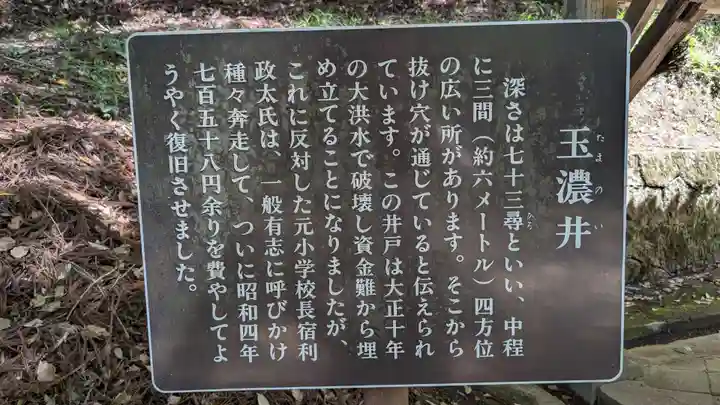 玉濃井
たまのい
深さは七十三尋といい、中程
ひろ
に三間（約六メートル）四方位
の広い所があります。そこから
抜け穴が通じていると伝えられ
ています。この井戸は大正十年
の大洪水で破壊し資金難から埋
め立てることになりましたが、
これに反対した元小学校長宿利
政太氏は、一般有志に呼びかけ
種々奔走して、ついに昭和四年
七百五十八円余りを費やしてよ
うやく復旧させました。